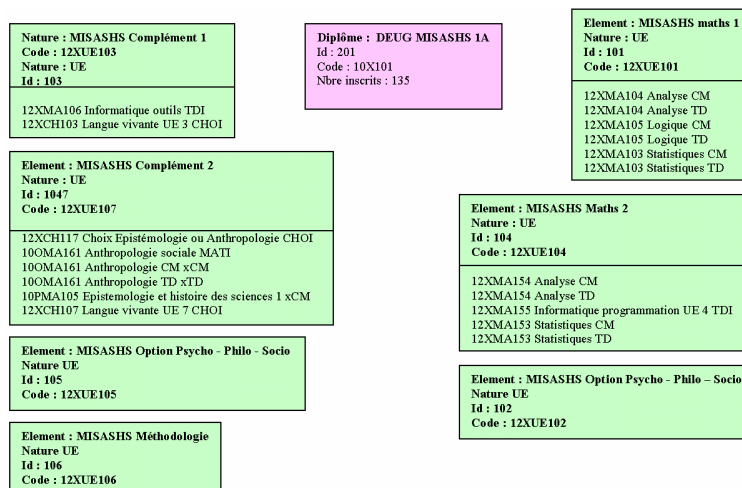 Nature : MISASHS Complément 1
Code : 12XUE103
Nature : UE
Id : 103
12XMA106 Informatique outils TDI
12XCH103 Langue vivante UE 3 CHOI
Diplôme : DEUG MISASHS 1A
Id : 201
Code : 10X101
Nbre inscrits : 135
Element : MISASHS maths 1
Nature : UE
Id : 101
Code : 12XUE101
12XMA104 Analyse CM
12XMA104 Analyse TD
12XMA105 Logique CM
12XMA105 Logique TD
12XMA103 Statistiques CM
12XMA103 Statistiques TD
Element : MISASHS Complément 2
Nature : UE
Id : 1047
Code : 12XUE107
12XCH117 Choix Epistémologie ou Anthropologie CHOI
10OMA161 Anthropologie sociale MATI
10OMA161 Anthropologie CM xCM
10OMA161 Anthropologie TD xTD
10PMA105 Epistemologie et histoire des sciences 1 xCM
12XCH107 Langue vivante UE 7 CHOI
Element : MISASHS Maths 2
Nature : UE
Id : 104
Code : 12XUE104
12XMA154 Analyse CM
12XMA154 Analyse TD
12XMA155 Informatique programmation UE 4 TDI
12XMA153 Statistiques CM
12XMA153 Statistiques TD
Element : MISASHS Option Psycho - Philo - Socio
Nature UE
Id : 105
Code : 12XUE105
Element : MISASHS Option Psycho - Philo – Socio
Nature UE
Id : 102
Code : 12XUE102
Element : MISASHS Méthodologie
Nature UE
Id : 106
Code : 12XUE106